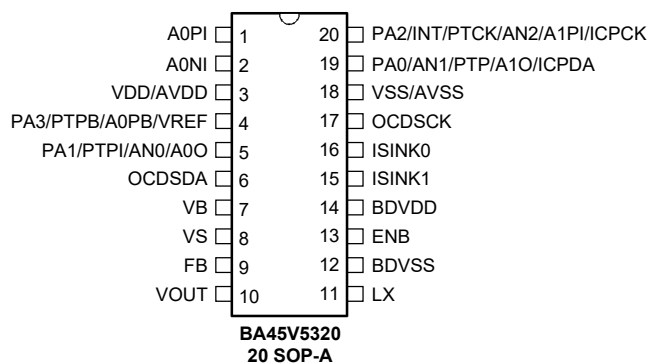 A0PI 1 20 PA2/INT/PTCK/AN2/A1PI/ICPCK
A0NI 2 19 PA0/AN1/PTP/A1O/ICPDA
VDD/AVDD 3 18 VSS/AVSS
PA3/PTPB/A0PB/VREF 4 17 OCDSCK
PA1/PTPI/AN0/A0O 5 16 ISINK0
OCDSDA 6 15 ISINK1
VB 7 14 BDVDD
VS 8 13 ENB
FB 9 12 BDVSS
VOUT 10 11 LX
BA45V5320
20 SOP-A